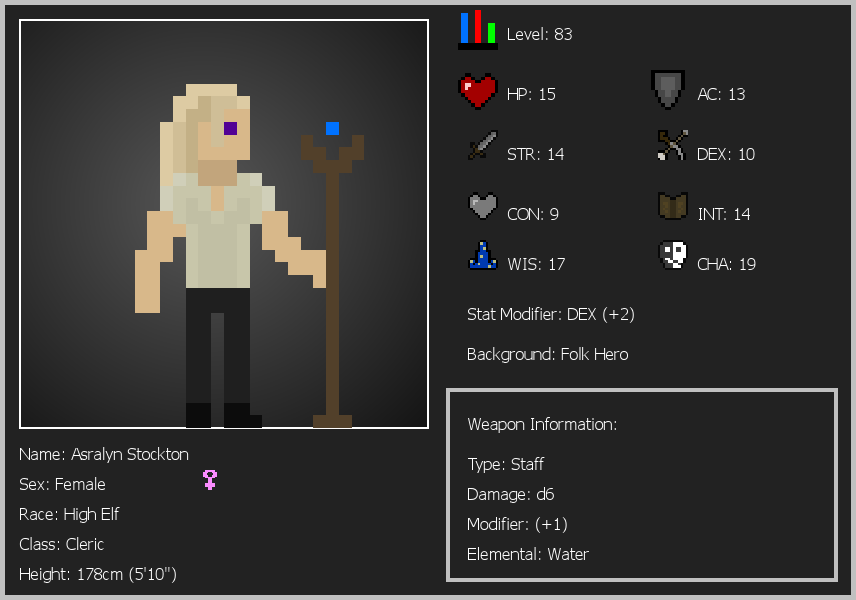 Level: 83
HP: 15
AC: 13
STR: 14
DEX: 10
CON: 9
INT: 14
WIS: 17
CHA: 19
Stat Modifier: DEX (+2)
Background: Folk Hero
Weapon Information:
Type: Staff
Damage: d6
Modifier: (+1)
Elemental: Water
Name: Asralyn Stockton
Sex: Female
Race: High Elf
Class: Cleric
Height: 178cm (5'10")